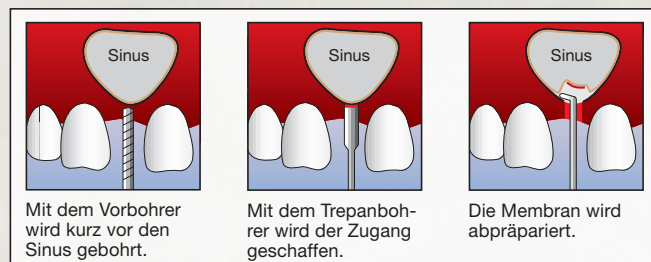 Sinus
Mit dem Vorbohrer
wird kurz vor den
Sinus gebohrt.
Sinus
Mit dem Trepanboh-
rer wird der Zugang
geschaffen.
Sinus
Die Membran wird
abpräpariert.